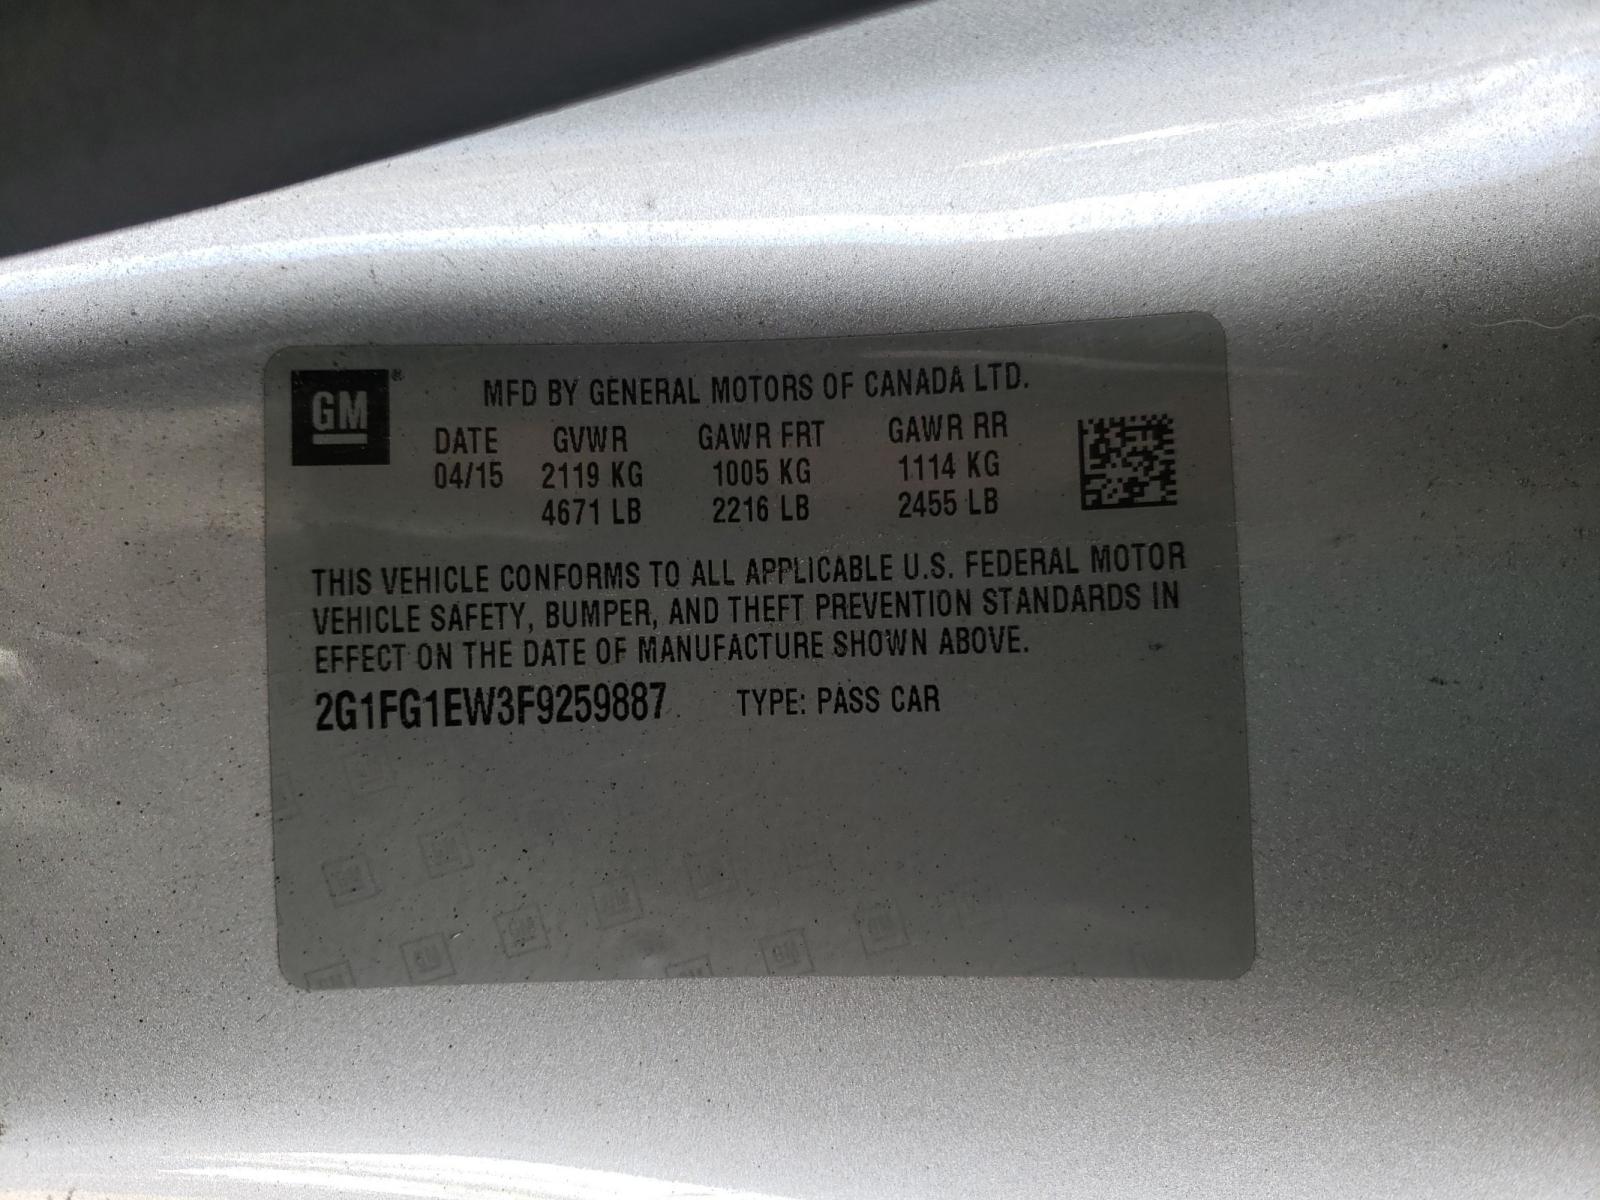 GM®
MFD BY GENERAL MOTORS OF CANADA LTD.
DATE GVWR GAWR FRT GAWR RR
04/15 2119 KG 1005 KG 1114 KG
4671 LB 2216 LB 2455 LB
THIS VEHICLE CONFORMS TO ALL APPLICABLE U.S. FEDERAL MOTOR
VEHICLE SAFETY, BUMPER, AND THEFT PREVENTION STANDARDS IN
EFFECT ON THE DATE OF MANUFACTURE SHOWN ABOVE.
2G1FG1EW3F9259887 TYPE: PASS CAR